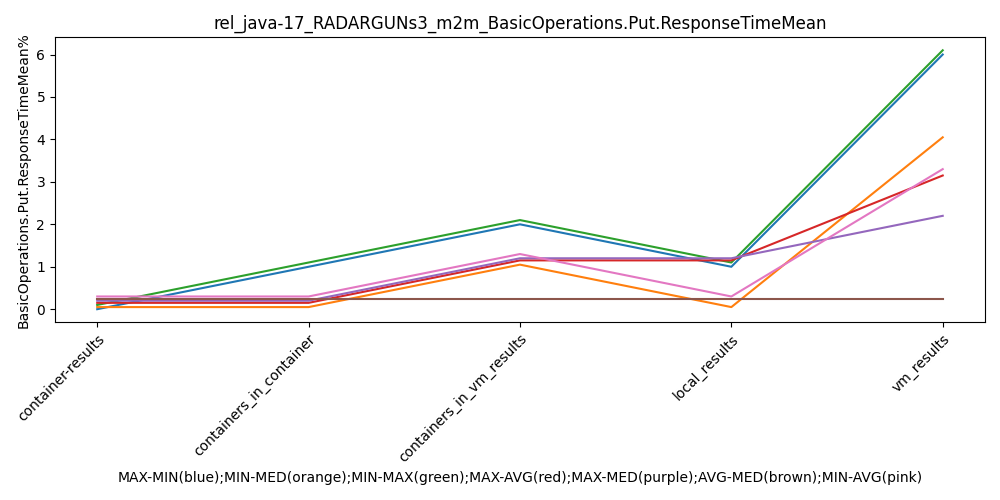 rel_java-17_RADARGUNs3_m2m_BasicOperations.Put.ResponseTimeMean
BasicOperations.Put.ResponseTimeMean%
6
5
4
3
2
1
0
container-results
containers_in_container
containers_in_vm_results
local_results
vm_results
MAX-MIN(blue);MIN-MED(orange);MIN-MAX(green);MAX-AVG(red);MAX-MED(purple);AVG-MED(brown);MIN-AVG(pink)